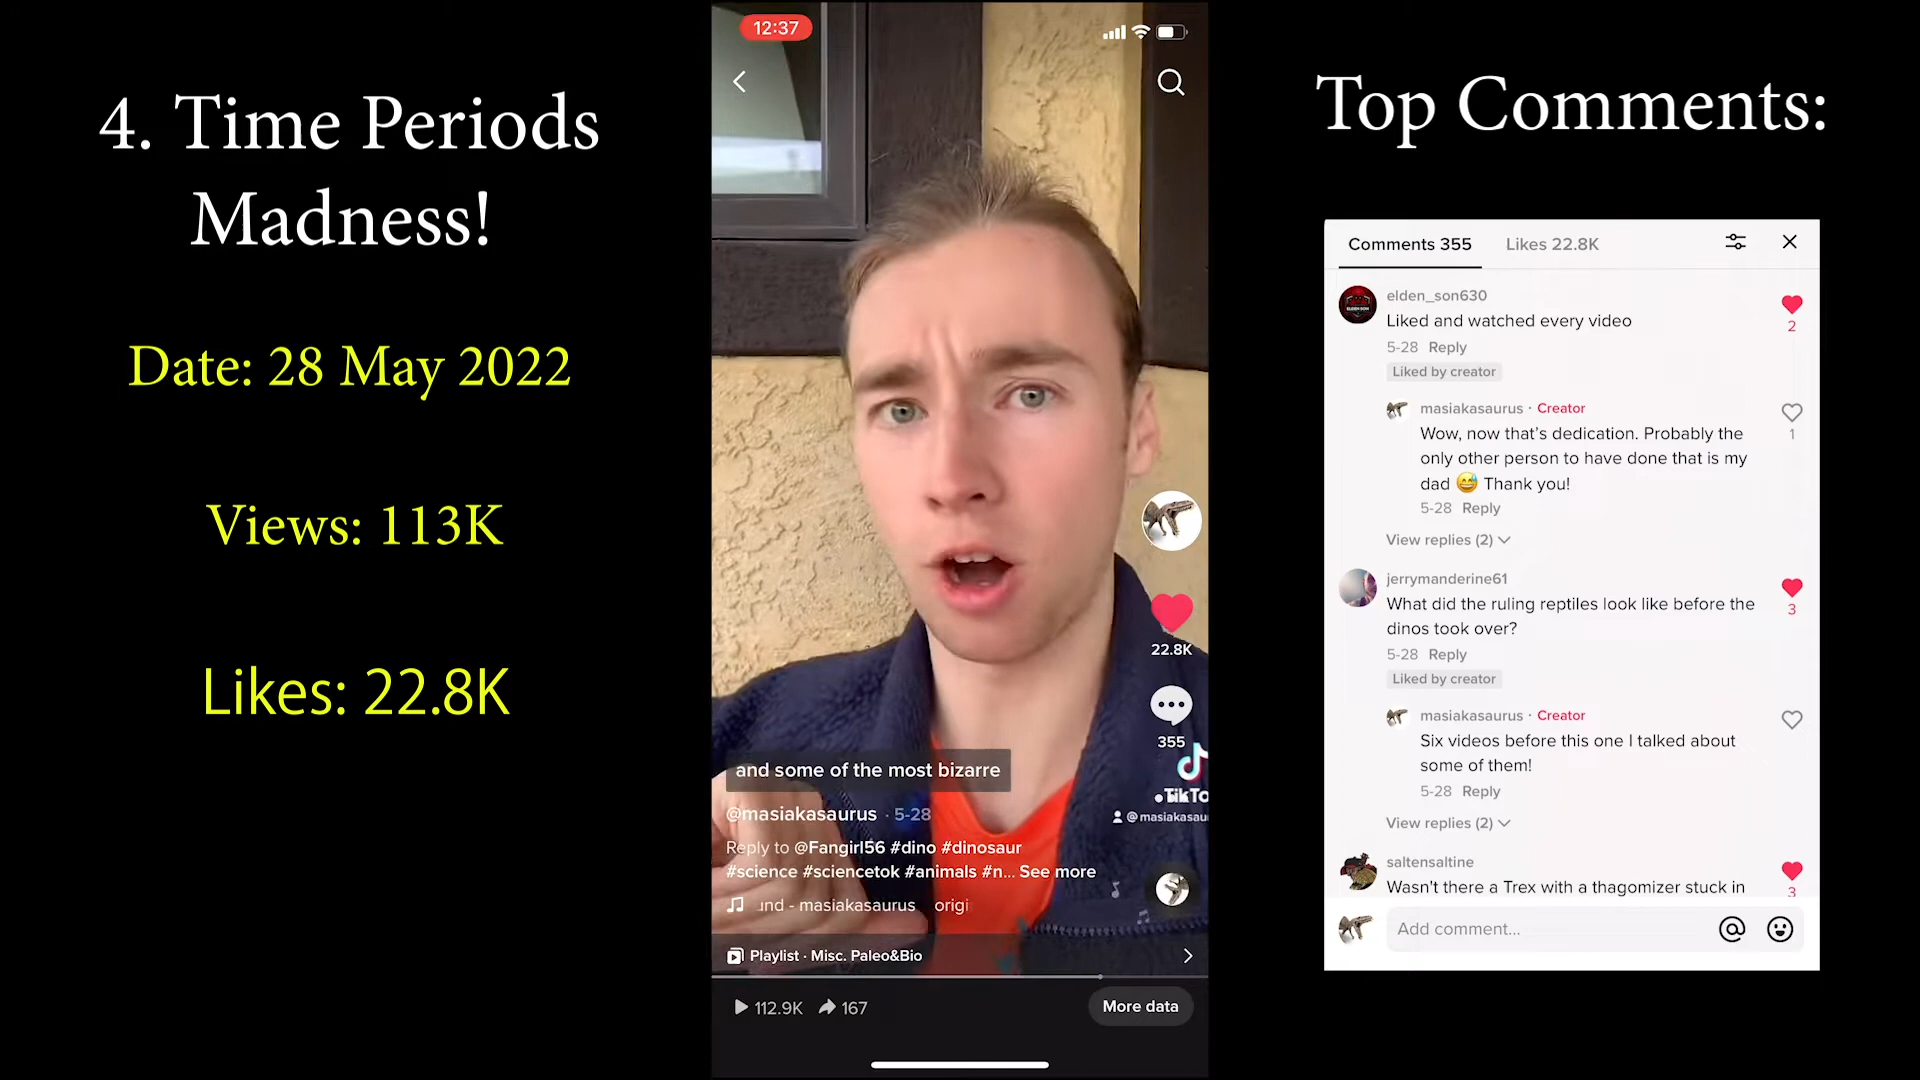 4. Time Periods
Madness!
Date: 28 May 2022
Views: 113K
Likes: 22.8K
12:37
22.8K
355
and some of the most bizarre
TikTo
@masiakasau
@masiakasaurus · 5-28
Reply to @Fangirl56 #dino #dinosaur
#science #sciencetok #animals #n... See more
und - masiakasaurus origi
Playlist · Misc. Paleo&Bio
112.9K 167
More data
Top Comments:
Comments 355 Likes 22.8K
elden_son630
Liked and watched every video
2
5-28 Reply
Liked by creator
masiakasaurus · Creator
Wow, now that's dedication. Probably the
1
only other person to have done that is my
dad 😅 Thank you!
5-28 Reply
View replies (2)
jerrymanderine61
What did the ruling reptiles look like before the
3
dinos took over?
5-28 Reply
Liked by creator
masiakasaurus · Creator
Six videos before this one I talked about
some of them!
5-28 Reply
View replies (2)
saltensaltine
Wasn't there a Trex with a thagomizer stuck in
3
Add comment...